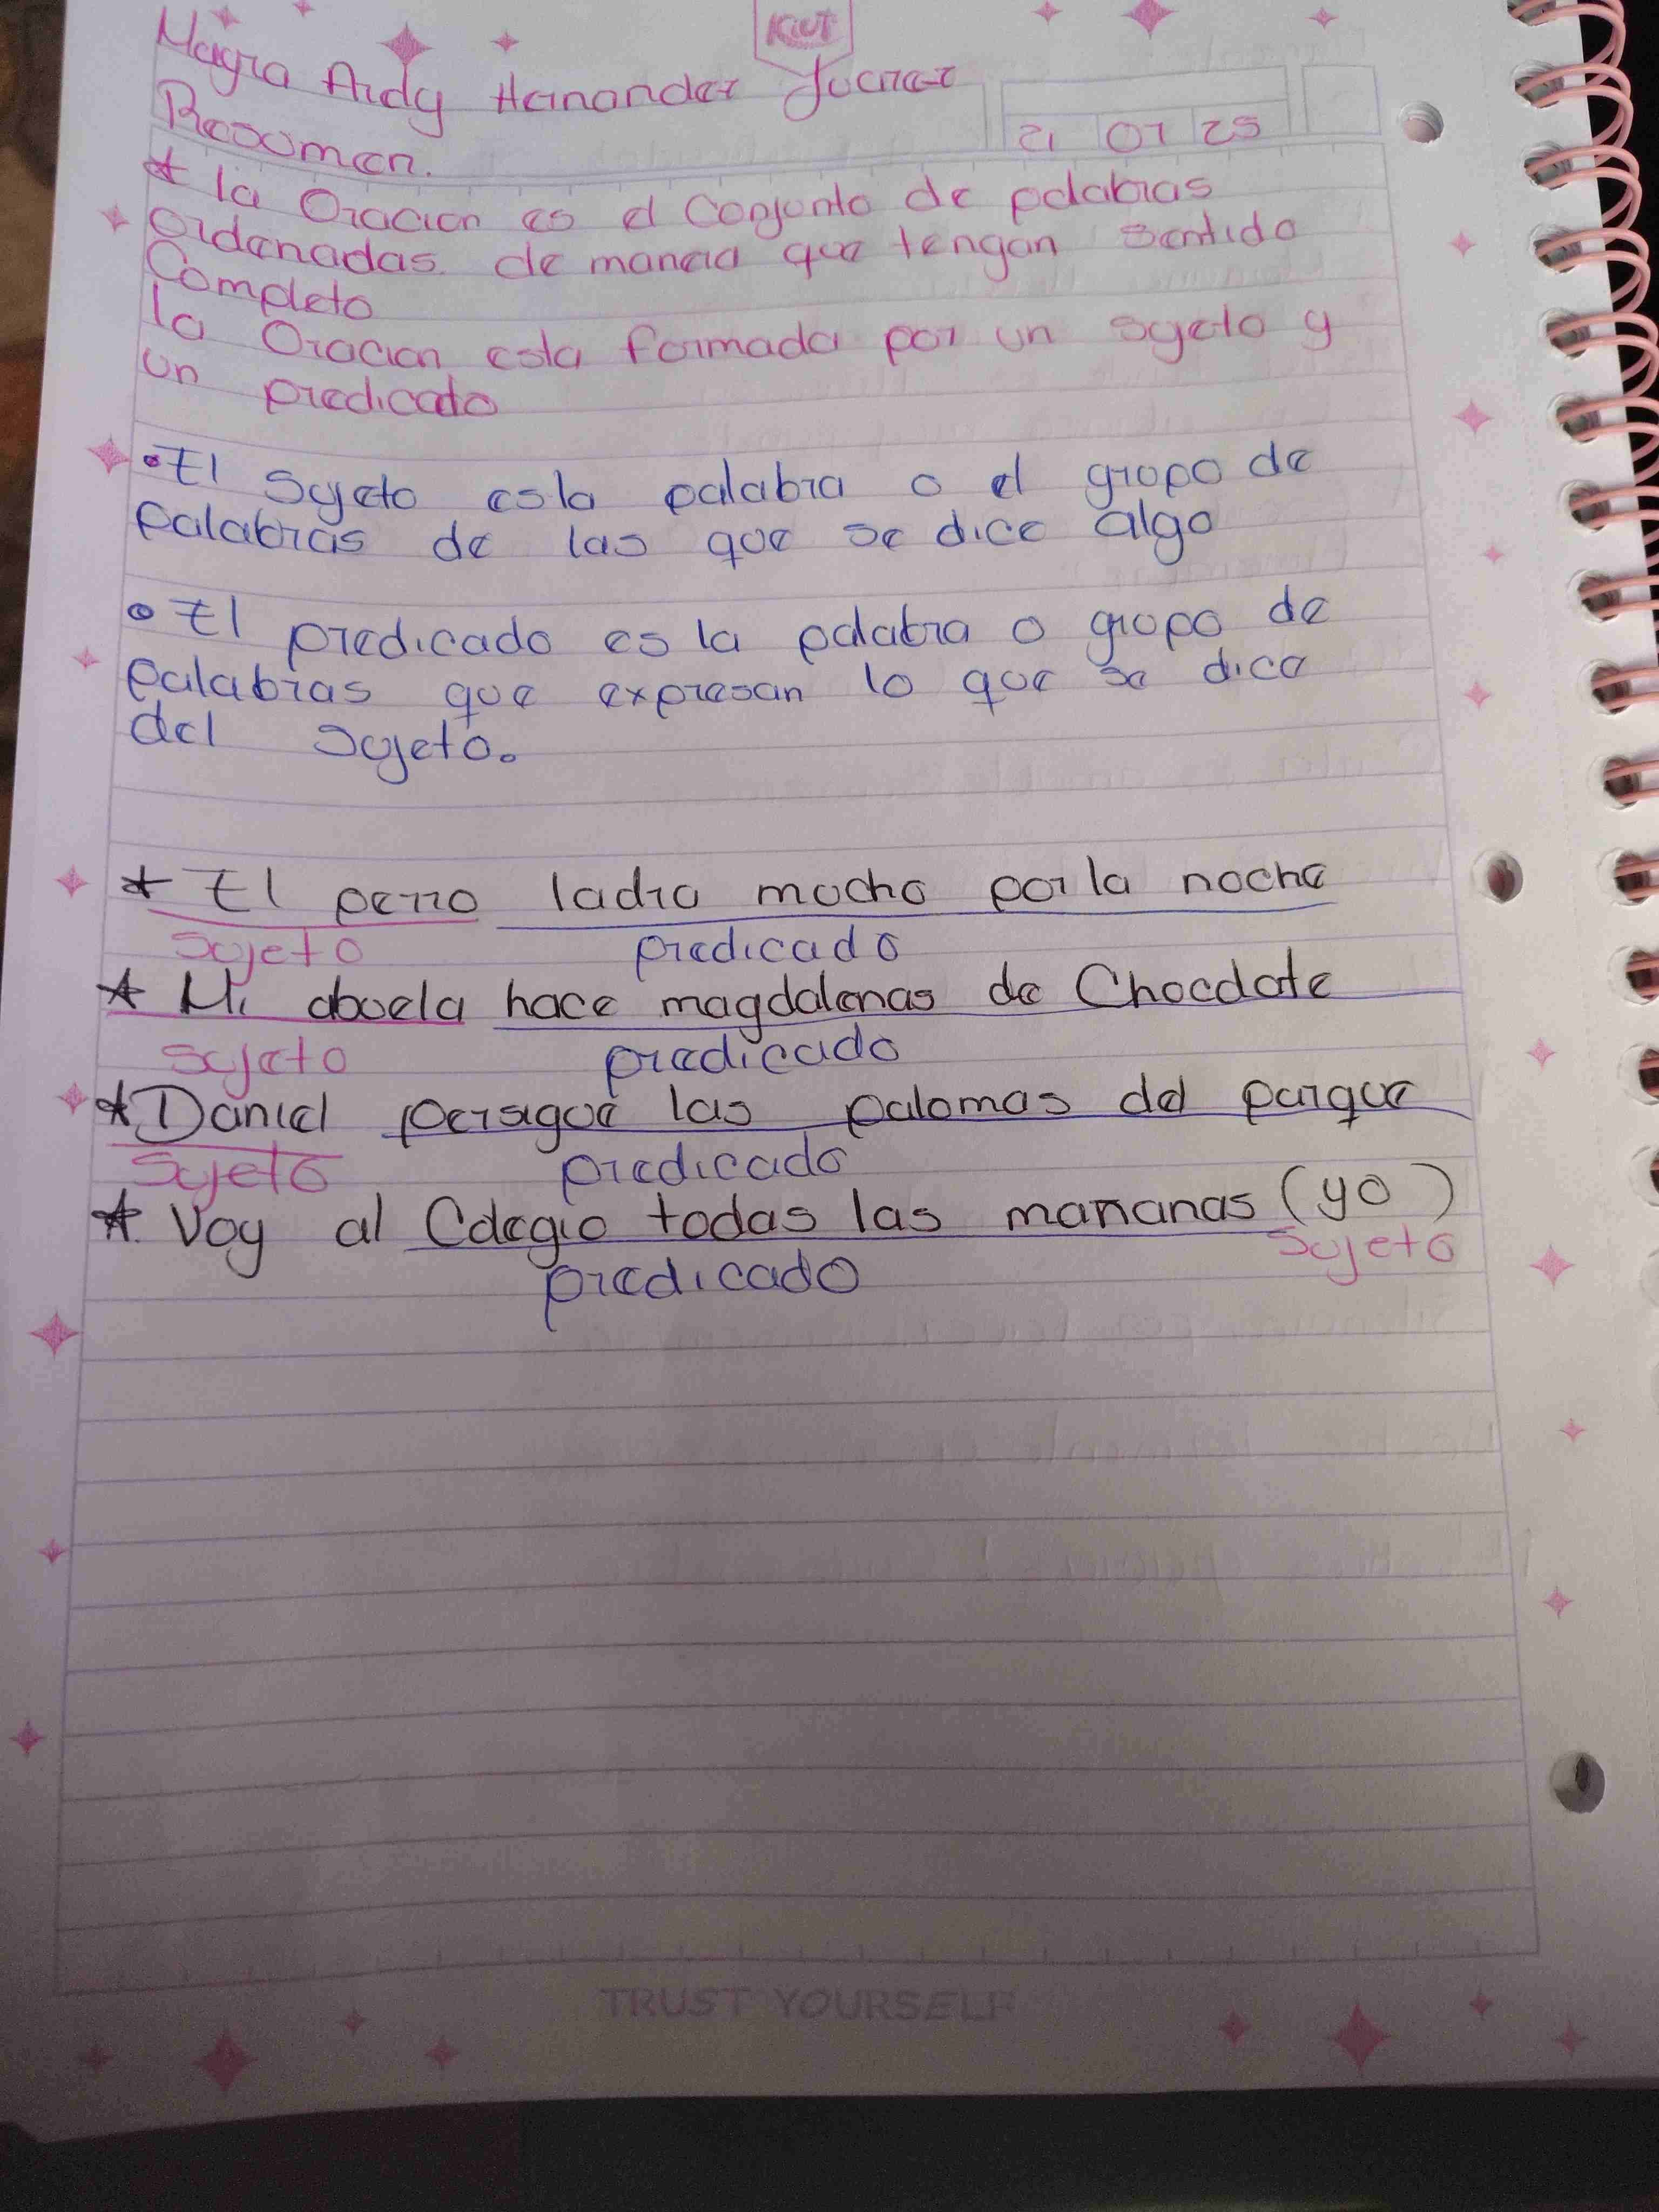 Kiut
Mayra Aridy Hernandez Juarez
21 07 25
Resumen.
* la Oracion es el Conjunto de palabras
ordenadas de manera que tengan sentido
Completo
la Oracion esta formada por un sujeto y
un predicado
• El Sujeto es la palabra o el grupo de
palabras de las que se dice algo
• El predicado es la palabra o grupo de
palabras que expresan lo que se dice
del sujeto.
* El perro ladra mucho por la noche
sujeto predicado
* Mi abuela hace magdalenas de Chocolate
sujeto predicado
* Daniel persigue las palomas del parque
sujeto predicado
* Voy al Colegio todas las mañanas (yo)
sujeto
predicado
TRUST YOURSELF